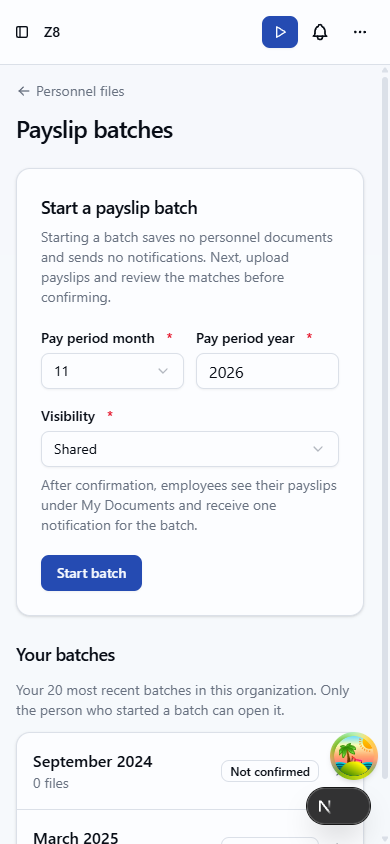 Z8
← Personnel files
Payslip batches
Start a payslip batch
Starting a batch saves no personnel documents
and sends no notifications. Next, upload
payslips and review the matches before
confirming.
Pay period month *
Pay period year *
11
2026
Visibility *
Shared
After confirmation, employees see their payslips
under My Documents and receive one
notification for the batch.
Start batch
Your batches
Your 20 most recent batches in this organization. Only
the person who started a batch can open it.
September 2024
Not confirmed
0 files
N
March 2025